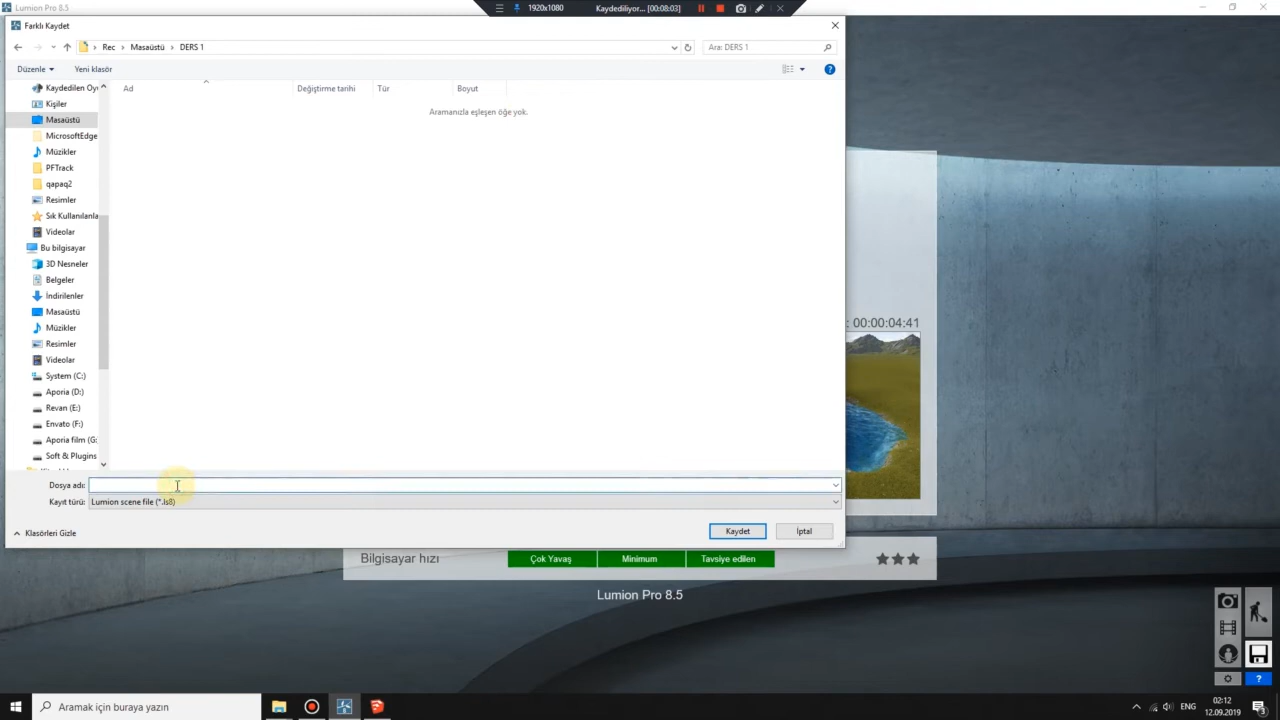 Lumion Pro 8.5
1920x1080
Kaydediliyor... [00:08:03]
Farklı Kaydet
Rec > Masaüstü > DERS 1
Ara: DERS 1
Düzenle
Yeni klasör
Ad
Değiştirme tarihi
Tür
Boyut
Aramanızla eşleşen öğe yok.
Kaydedilen Oyu
Kişiler
Masaüstü
MicrosoftEdge
Müzikler
PFTrack
qapaq2
Resimler
Sık Kullanılanla
Videolar
Bu bilgisayar
3D Nesneler
Belgeler
İndirilenler
Masaüstü
Müzikler
Resimler
Videolar
System (C:)
Aporia (D:)
Revan (E:)
Envato (F:)
Aporia film (G:
Soft & Plugins
: 00:00:04:41
Dosya adı:
Kayıt türü: Lumion scene file (*.ls8)
Klasörleri Gizle
Kaydet
İptal
Bilgisayar hızı
Çok Yavaş
Minimum
Tavsiye edilen
Lumion Pro 8.5
Aramak için buraya yazın
ENG
02:12
12.09.2019
3